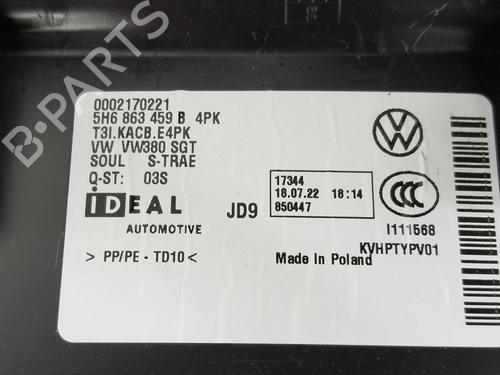 0002170221
5H6 863 459 B 4PK
T3I.KACB.E4PK
VW VW380 SGT
SOUL S-TRAE
Q-ST: 03S
IDEAL
AUTOMOTIVE
JD9
17344
18.07.22 18:14
850447
CCC
I111568
KVHPTYPV01
> PP/PE - TD10 <
Made in Poland
B-PARTS